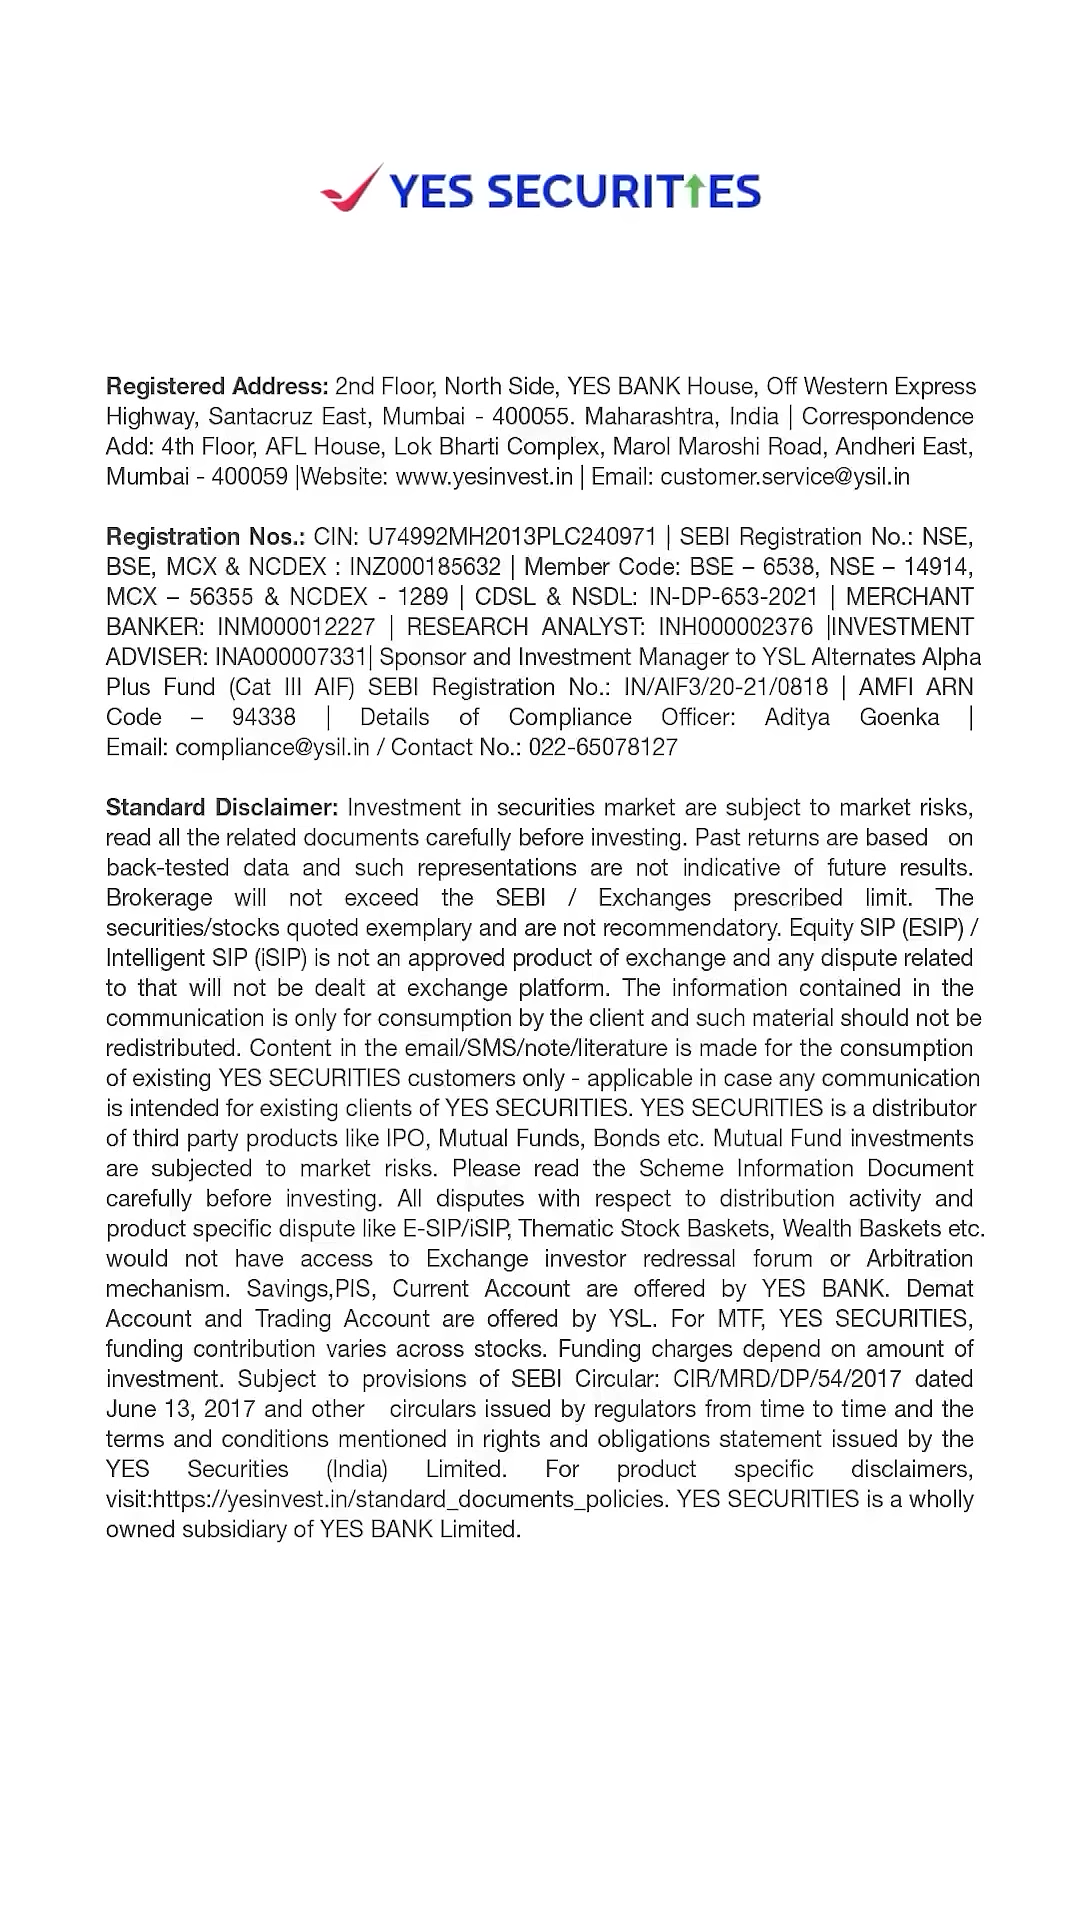 YES SECURITIES
Registered Address: 2nd Floor, North Side, YES BANK House, Off Western Express
Highway, Santacruz East, Mumbai - 400055. Maharashtra, India | Correspondence
Add: 4th Floor, AFL House, Lok Bharti Complex, Marol Maroshi Road, Andheri East,
Mumbai - 400059 |Website: www.yesinvest.in | Email: customer.service@ysil.in
Registration Nos.: CIN: U74992MH2013PLC240971 | SEBI Registration No.: NSE,
BSE, MCX & NCDEX : INZ000185632 | Member Code: BSE – 6538, NSE – 14914,
MCX – 56355 & NCDEX - 1289 | CDSL & NSDL: IN-DP-653-2021 | MERCHANT
BANKER: INM000012227 | RESEARCH ANALYST: INH000002376 |INVESTMENT
ADVISER: INA000007331| Sponsor and Investment Manager to YSL Alternates Alpha
Plus Fund (Cat III AIF) SEBI Registration No.: IN/AIF3/20-21/0818 | AMFI ARN
Code – 94338 | Details of Compliance Officer: Aditya Goenka |
Email: compliance@ysil.in / Contact No.: 022-65078127
Standard Disclaimer: Investment in securities market are subject to market risks,
read all the related documents carefully before investing. Past returns are based on
back-tested data and such representations are not indicative of future results.
Brokerage will not exceed the SEBI / Exchanges prescribed limit. The
securities/stocks quoted exemplary and are not recommendatory. Equity SIP (ESIP) /
Intelligent SIP (iSIP) is not an approved product of exchange and any dispute related
to that will not be dealt at exchange platform. The information contained in the
communication is only for consumption by the client and such material should not be
redistributed. Content in the email/SMS/note/literature is made for the consumption
of existing YES SECURITIES customers only - applicable in case any communication
is intended for existing clients of YES SECURITIES. YES SECURITIES is a distributor
of third party products like IPO, Mutual Funds, Bonds etc. Mutual Fund investments
are subjected to market risks. Please read the Scheme Information Document
carefully before investing. All disputes with respect to distribution activity and
product specific dispute like E-SIP/iSIP, Thematic Stock Baskets, Wealth Baskets etc.
would not have access to Exchange investor redressal forum or Arbitration
mechanism. Savings,PIS, Current Account are offered by YES BANK. Demat
Account and Trading Account are offered by YSL. For MTF, YES SECURITIES,
funding contribution varies across stocks. Funding charges depend on amount of
investment. Subject to provisions of SEBI Circular: CIR/MRD/DP/54/2017 dated
June 13, 2017 and other circulars issued by regulators from time to time and the
terms and conditions mentioned in rights and obligations statement issued by the
YES Securities (India) Limited. For product specific disclaimers,
visit:https://yesinvest.in/standard_documents_policies. YES SECURITIES is a wholly
owned subsidiary of YES BANK Limited.